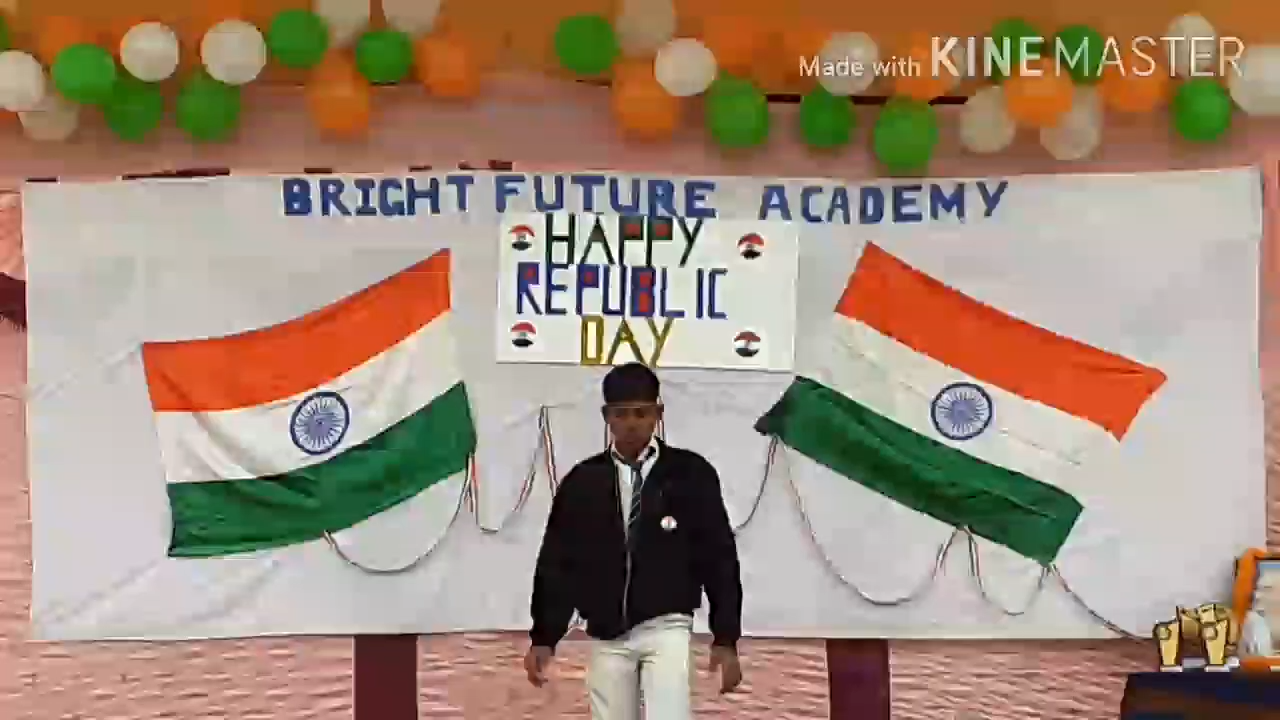 Made with KINEMASTER
BRIGHT FUTURE ACADEMY
HAPPY
REPUBLIC
DAY